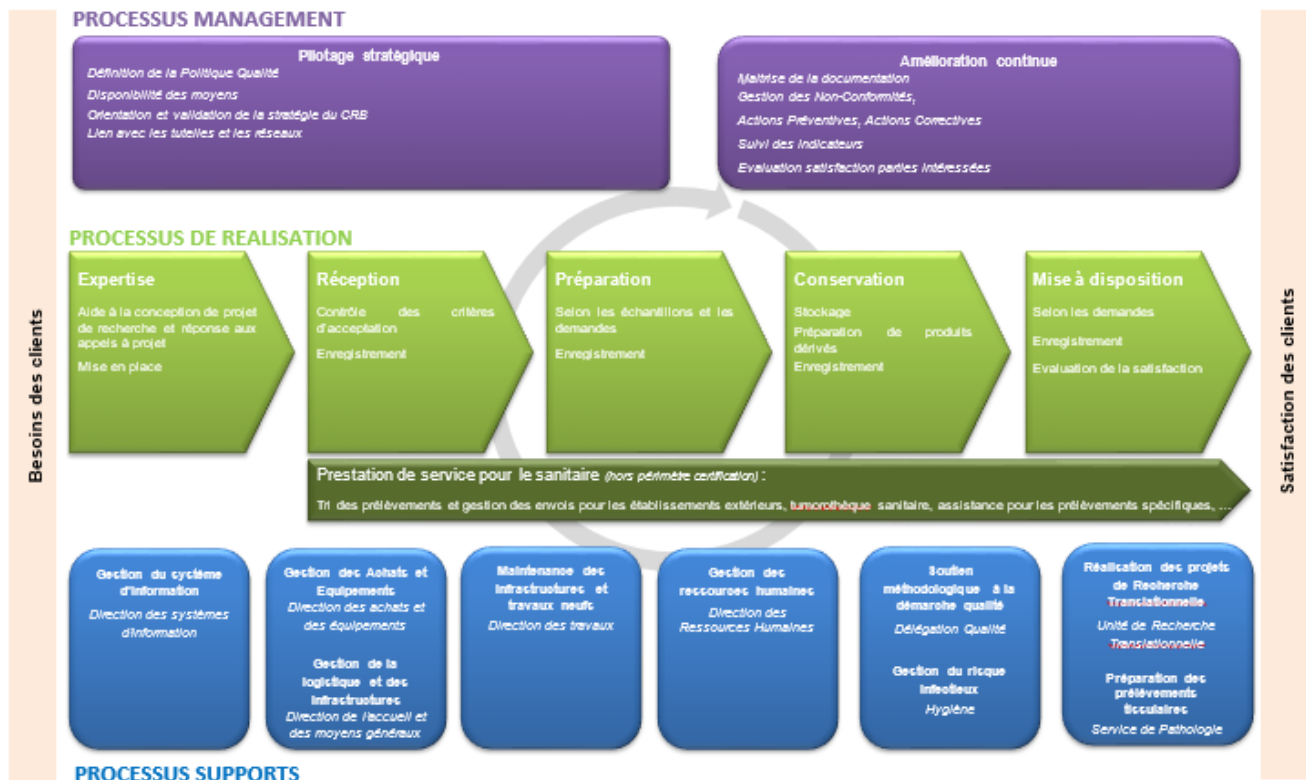 PROCESSUS MANAGEMENT
Pilotage stratégique
Définition de la Politique Qualité
Disponibilité des moyens
Orientation et validation de la stratégie du CRB
Lien avec les tutelles et les réseaux
Amélioration continue
Maitrise de la documentation
Gestion des Non-Conformités,
Actions Préventives, Actions Correctives
Suivi des indicateurs
Evaluation satisfaction parties intéressées
Besoins des clients
PROCESSUS DE REALISATION
Expertise
Aide à la conception de projet
de recherche et réponse aux
appels à projet
Mise en place
Réception
Contrôle des critères
d'acceptation
Enregistrement
Préparation
Selon les échantillons et les
demandes
Enregistrement
Conservation
Stockage
Préparation de produits
dérivés
Enregistrement
Mise à disposition
Selon les demandes
Enregistrement
Evaluation de la satisfaction
Satisfaction des clients
Prestation de service pour le sanitaire (hors périmètre certification) :
Tri des prélèvements et gestion des envois pour les établissements extérieurs, tumorothèque sanitaire, assistance pour les prélèvements spécifiques, ...
Gestion du système
d'information
Direction des systèmes
d'information
Gestion des Achats et
Equipements
Direction des achats et
des équipements
Gestion de la
logistique et des
infrastructures
Direction de l'accueil et
des moyens généraux
Maintenance des
infrastructures et
travaux neufs
Direction des travaux
Gestion des
ressources humaines
Direction des
Ressources Humaines
Soutien
méthodologique à la
démarche qualité
Délégation Qualité
Gestion du risque
infectieux
Hygiène
Réalisation des projets
de Recherche
Translationnelle
Unité de Recherche
Translationnelle
Préparation des
prélèvements
tissulaires
Service de Pathologie
PROCESSUS SUPPORTS